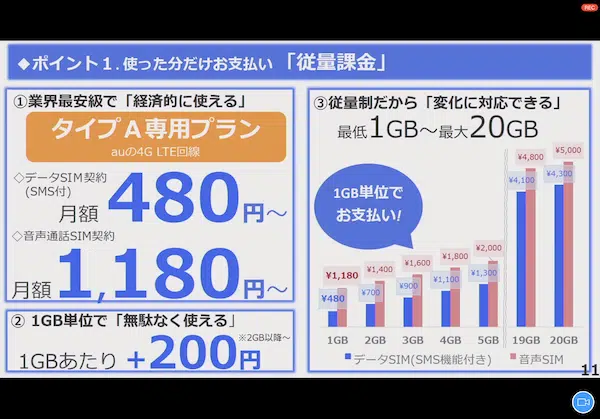 REC
◆ポイント１.使った分だけお支払い 「従量課金」
①業界最安級で「経済的に使える」
タイプＡ専用プラン
auの4G LTE回線
◇データSIM契約
(SMS付)
月額 480円～
◇音声通話SIM契約
月額 1,180円～
② 1GB単位で「無駄なく使える」
※2GB以降～
1GBあたり +200円
③従量制だから「変化に対応できる」
最低1GB～最大20GB
1GB単位で
お支払い!
¥1,180 ¥1,400 ¥1,600 ¥1,800 ¥2,000 ¥4,800 ¥5,000
¥480 ¥700 ¥900 ¥1,100 ¥1,300 ¥4,100 ¥4,300
1GB 2GB 3GB 4GB 5GB 19GB 20GB
データSIM(SMS機能付き) 音声SIM
11